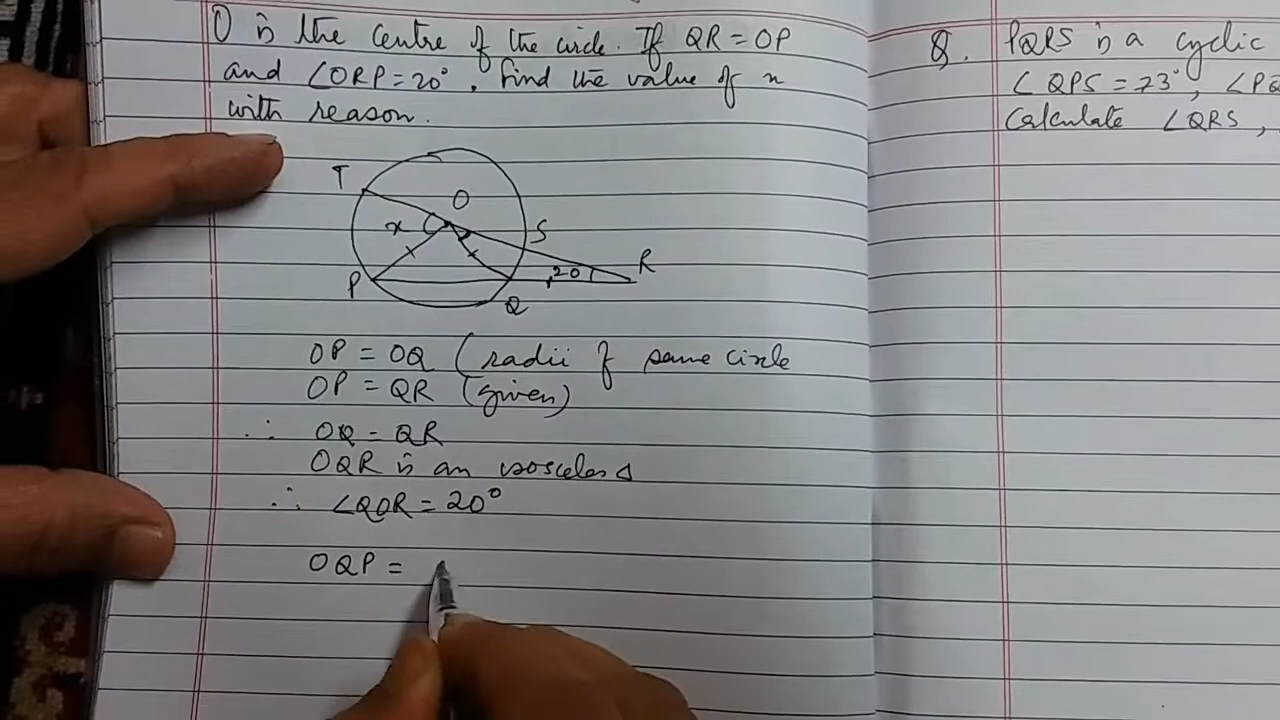 O is the centre of the circle. If QR = OP
and ∠ORP = 20°, find the value of x
with reason.
T
O
x
S
R
20
P
Q
OP = OQ (radii of same circle
OP = QR (given)
∴ OQ = QR
OQR is an isosceles Δ
∴ ∠QOR = 20°
OQP =
Q. PQRS is a cyclic
∠QPS = 73°, ∠PQ
Calculate ∠QRS,